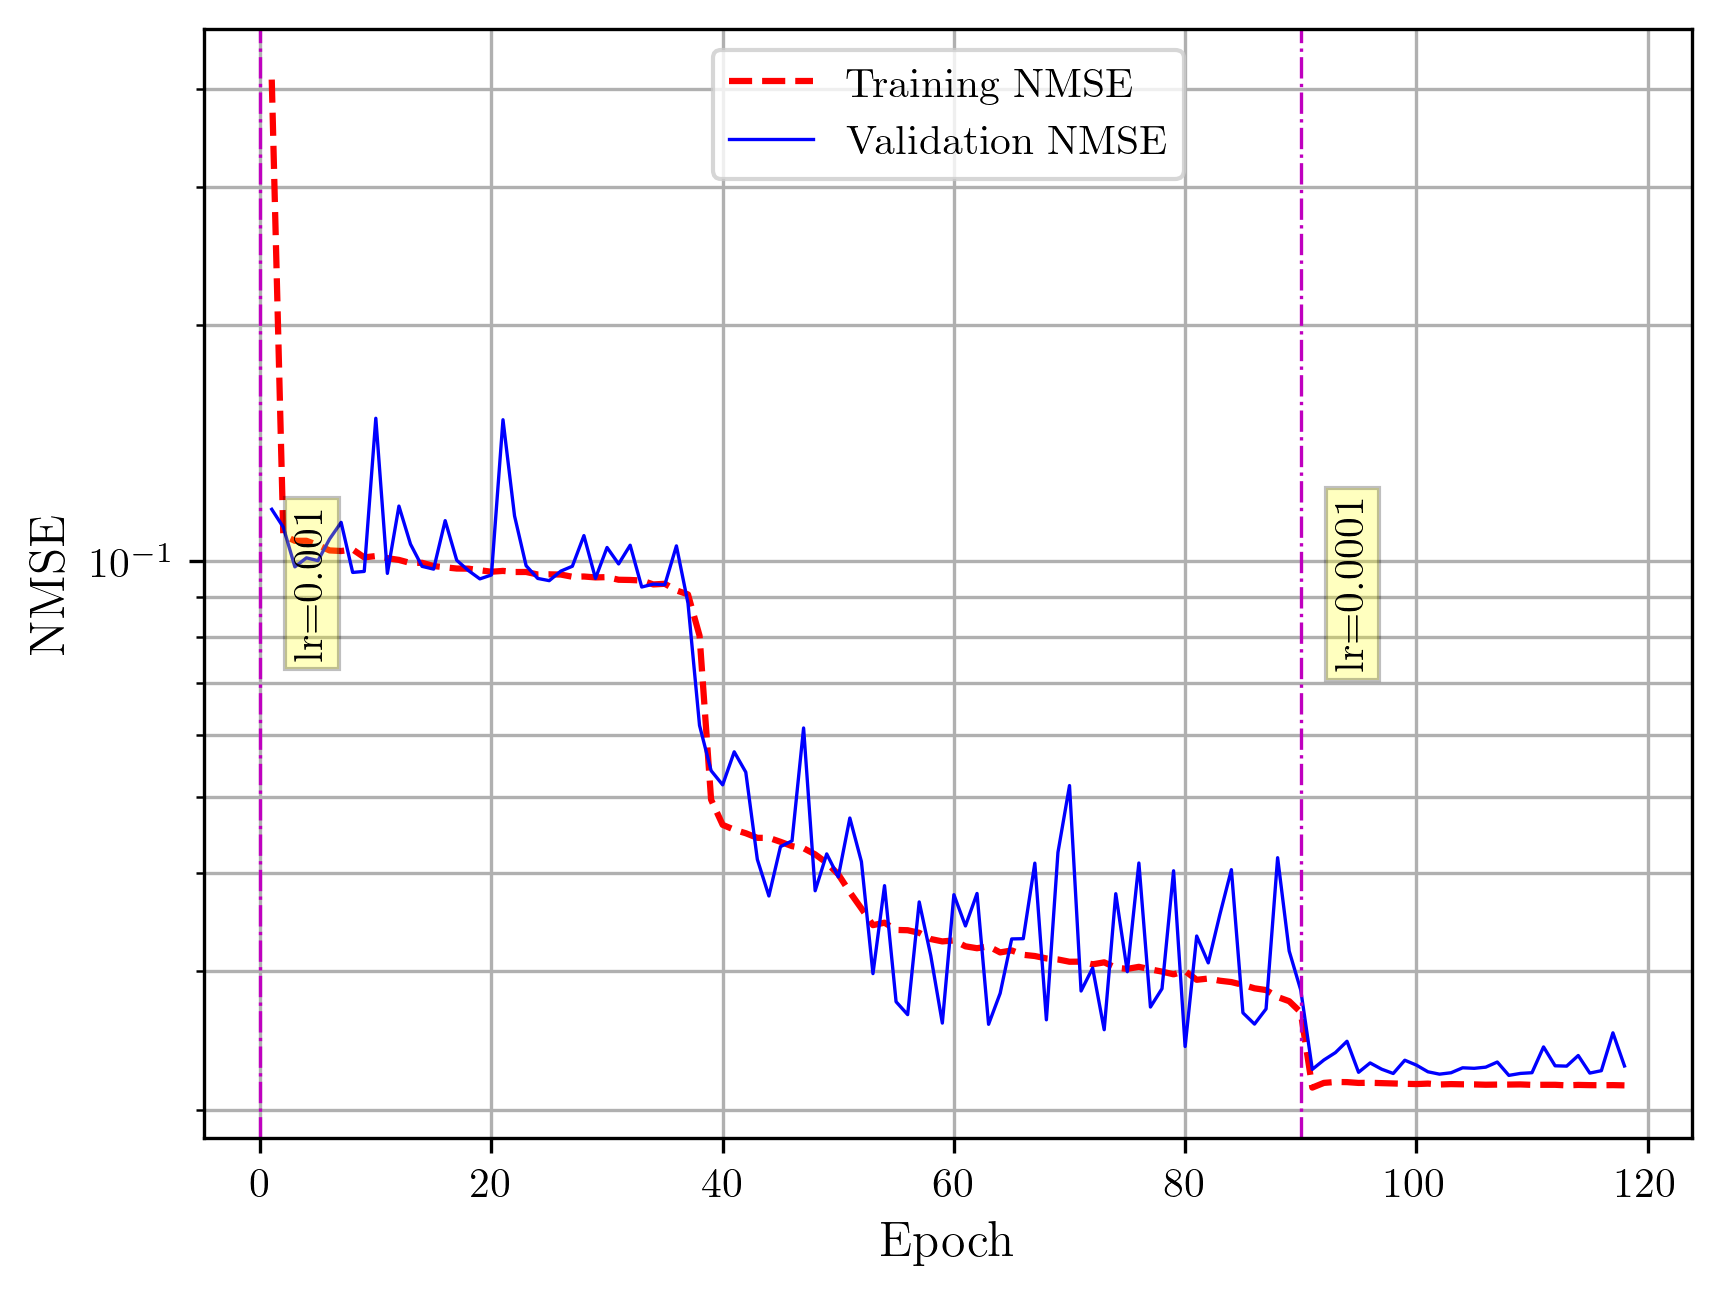 Training NMSE
Validation NMSE
NMSE
10⁻¹
lr=0.001
lr=0.0001
0 20 40 60 80 100 120
Epoch